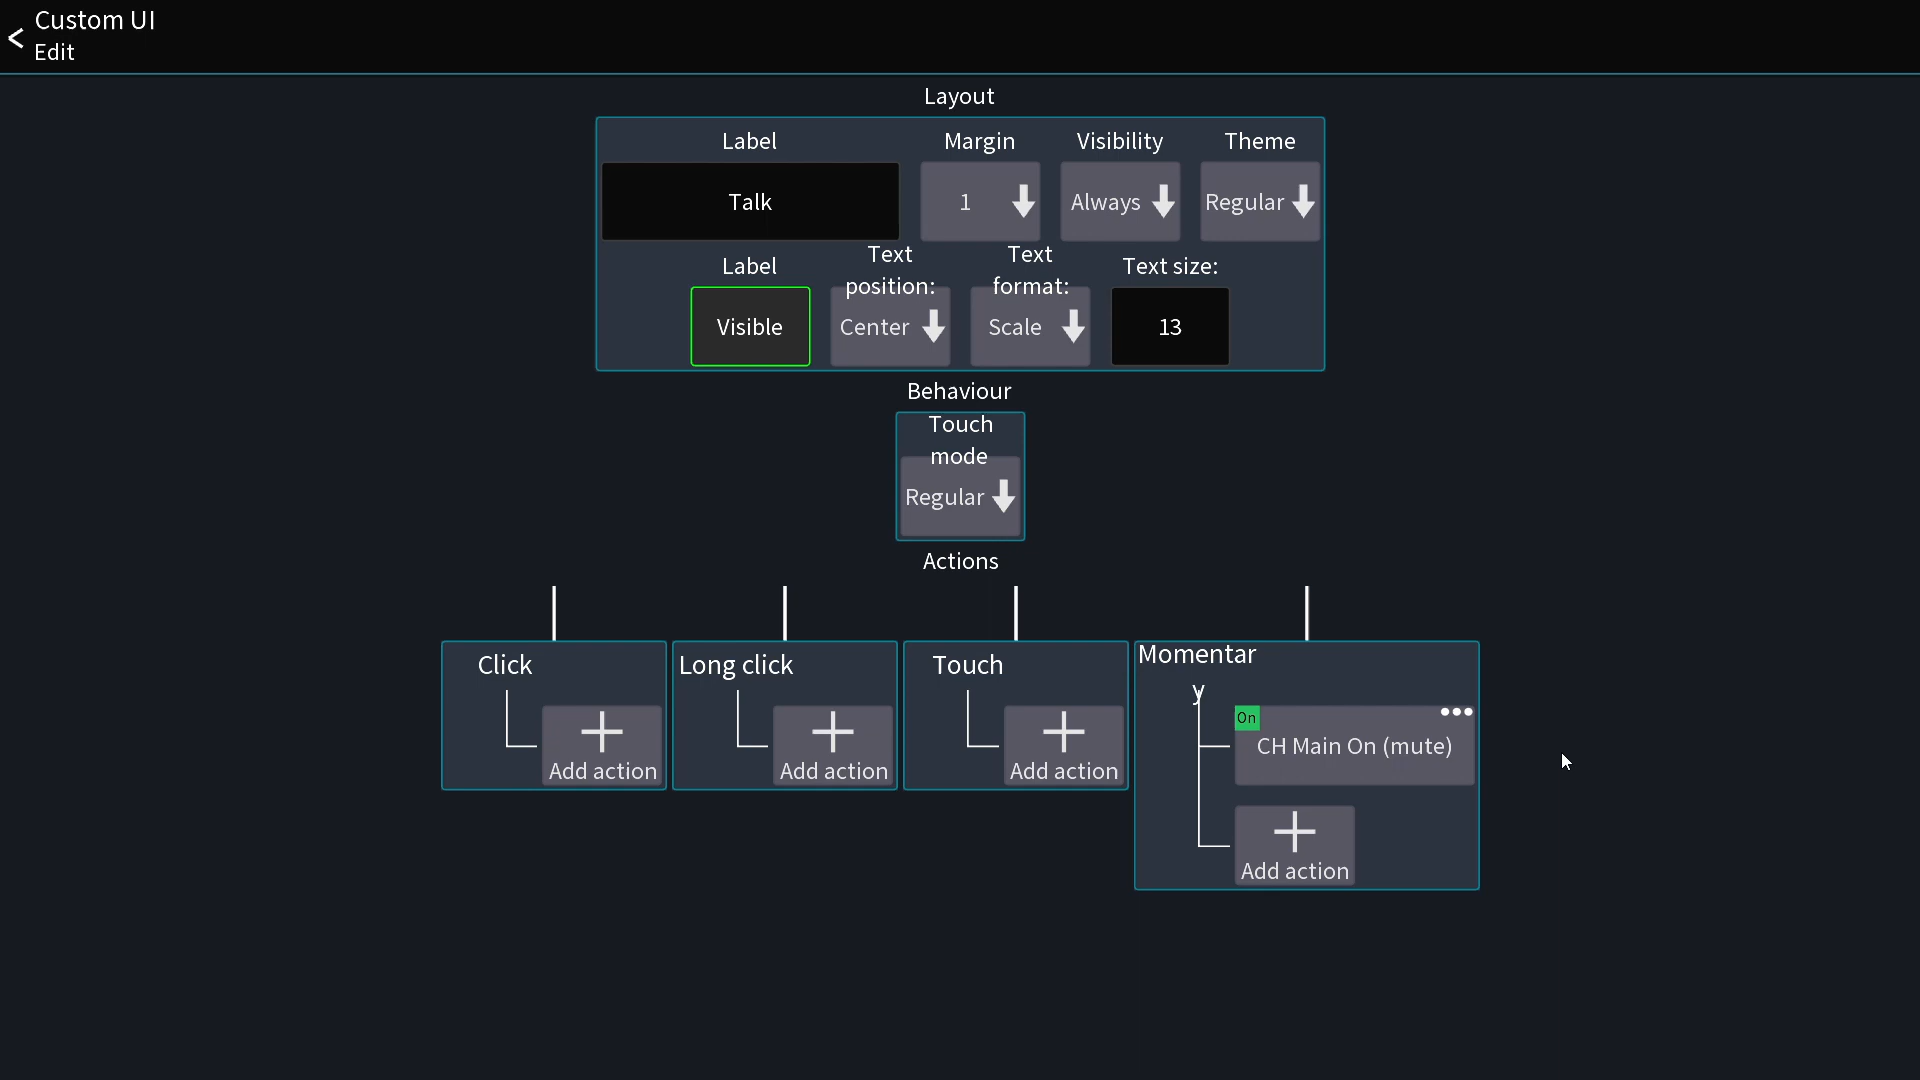 Custom UI
Edit
Layout
Label
Margin
Visibility
Theme
Talk
1
Always
Regular
Label
Text
position:
Text
format:
Text size:
Visible
Center
Scale
13
Behaviour
Touch
mode
Regular
Actions
Click
Add action
Long click
Add action
Touch
Add action
Momentar
y
On
CH Main On (mute)
Add action